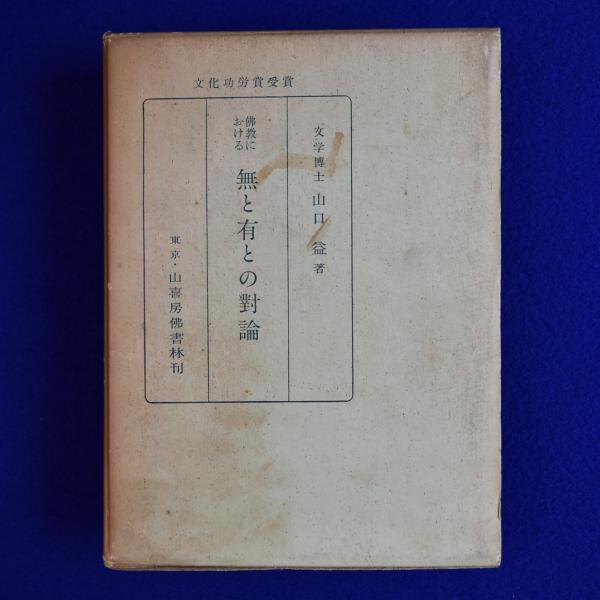 文化功労賞受賞
文学博士 山口 益 著
佛教に
おける
無と有との對論
東京・山喜房佛書林刊